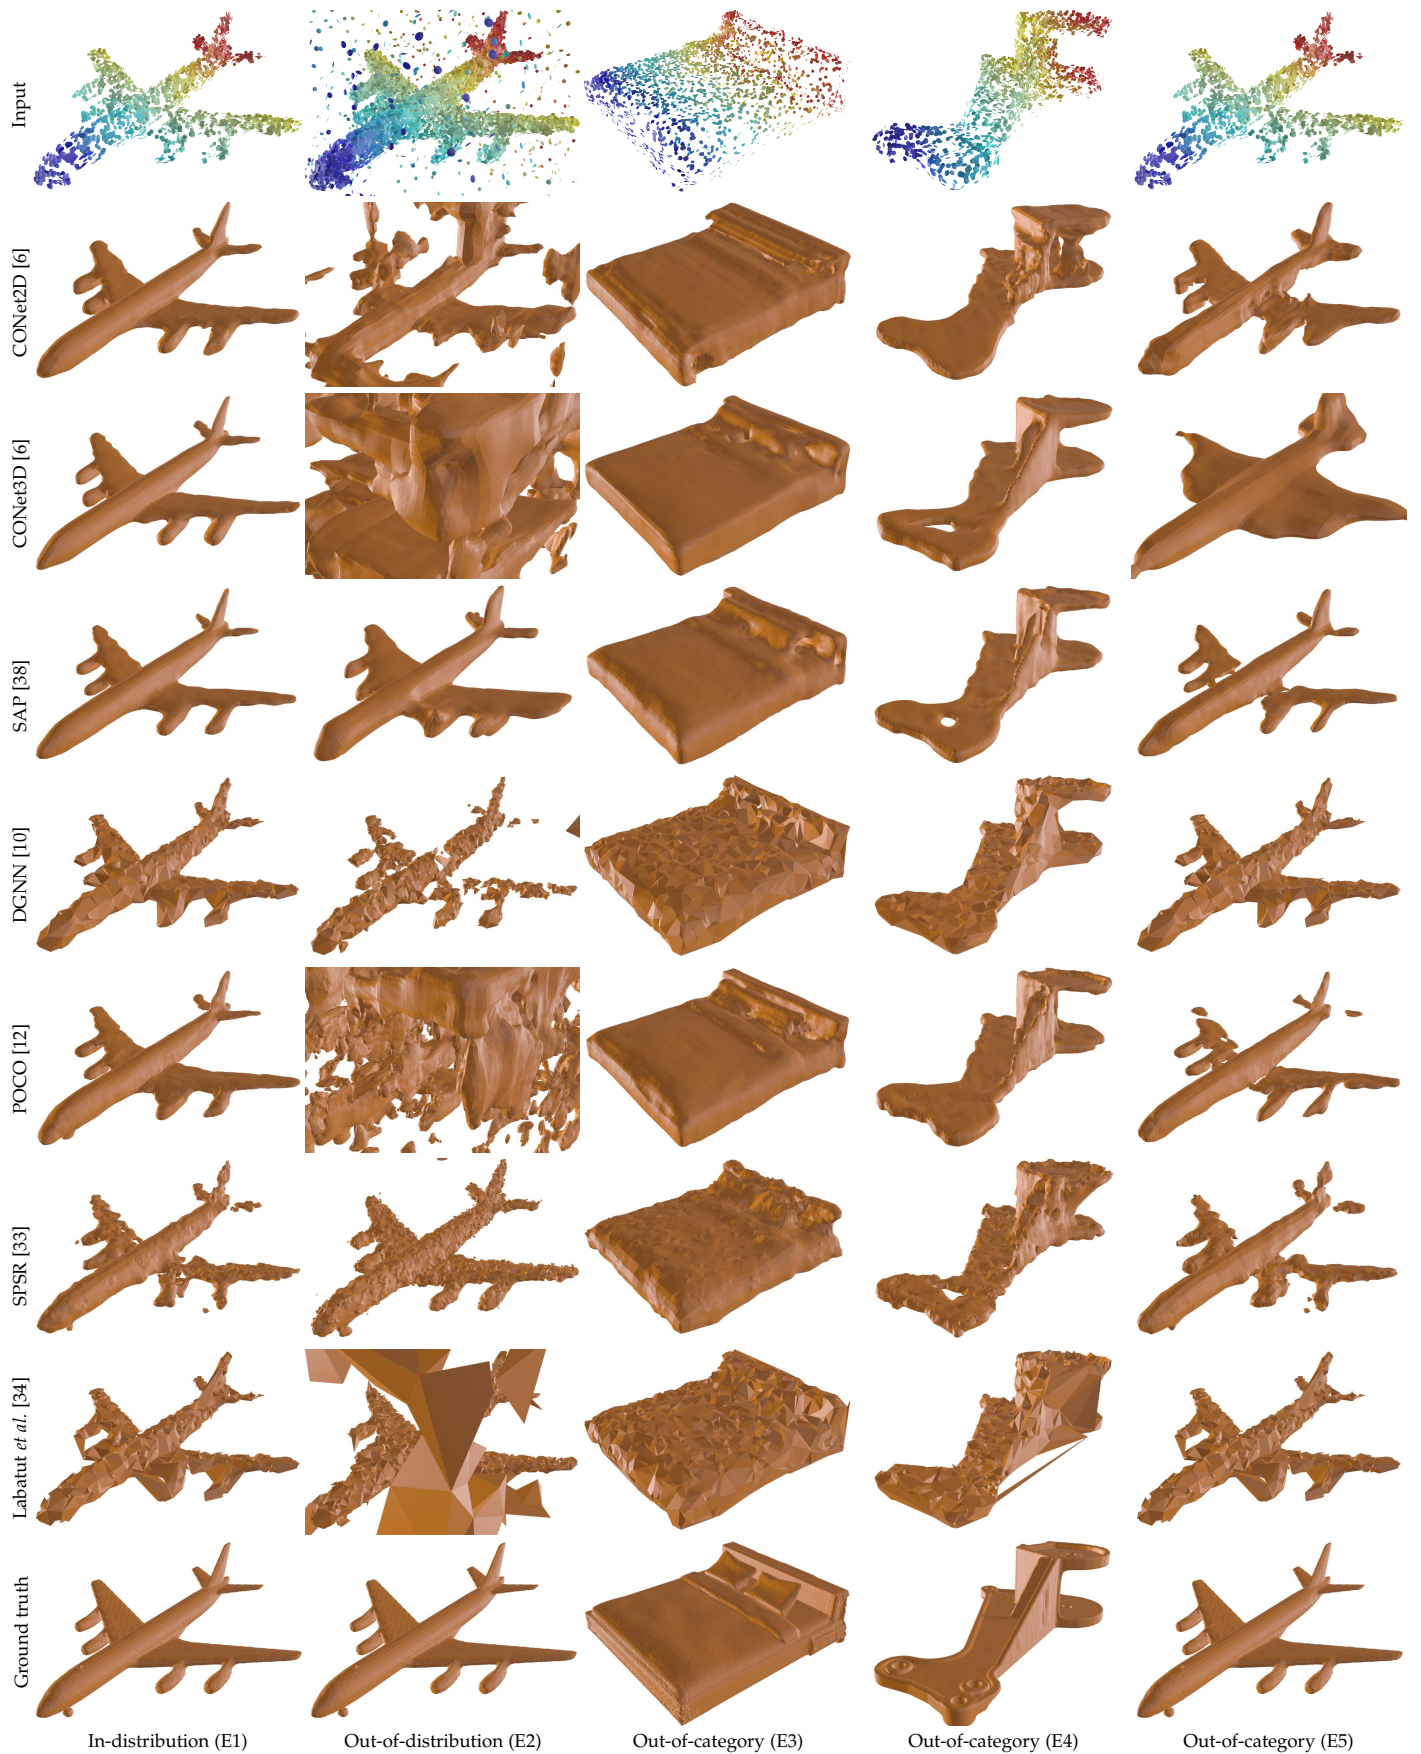 Input
CONet2D [6]
CONet3D [6]
SAP [38]
DGNN [10]
POCO [12]
SPSR [33]
Labatut et al. [34]
Ground truth
In-distribution (E1)
Out-of-distribution (E2)
Out-of-category (E3)
Out-of-category (E4)
Out-of-category (E5)